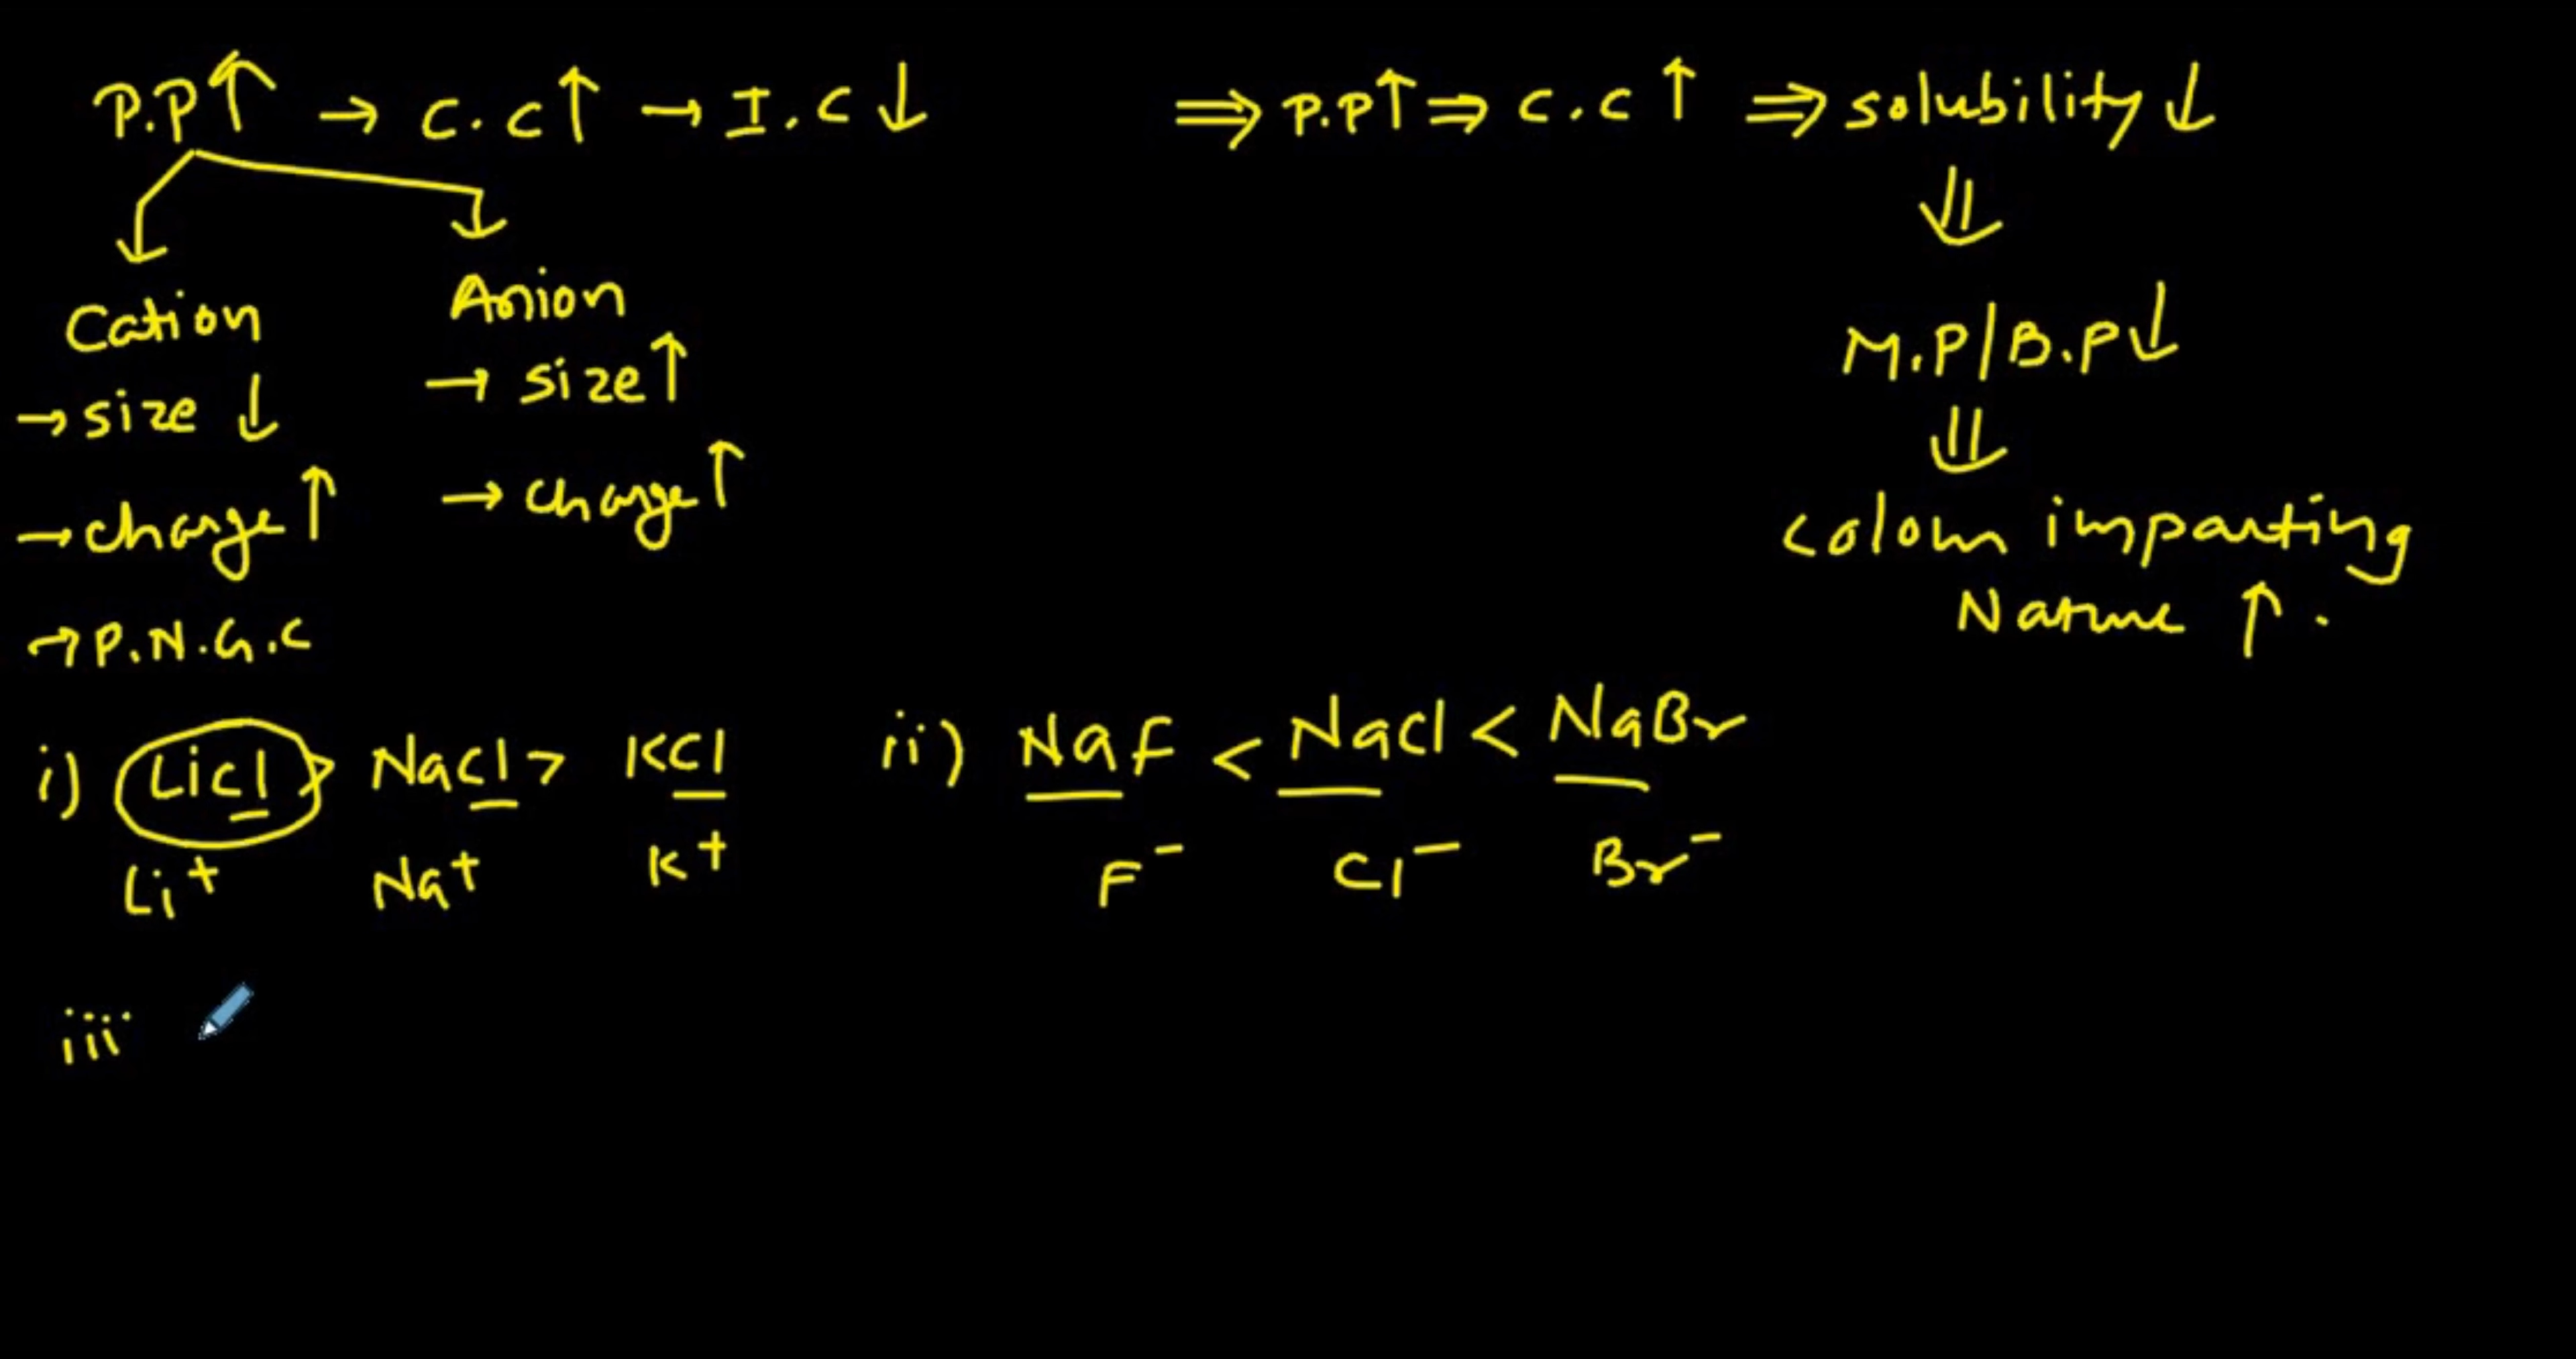 P.P↑ → C.C↑ → I.C↓
Cation
→ size ↓
→ charge↑
→ P.N.G.C
Anion
→ size↑
→ charge↑
⇒ P.P↑ ⇒ C.C↑ ⇒ solubility↓
⇓
M.P/B.P↓
⇓
colour imparting
Nature ↑.
i) LiCl > NaCl > KCl
Li⁺ Na⁺ K⁺
ii) NaF < NaCl < NaBr
F⁻ Cl⁻ Br⁻
iii